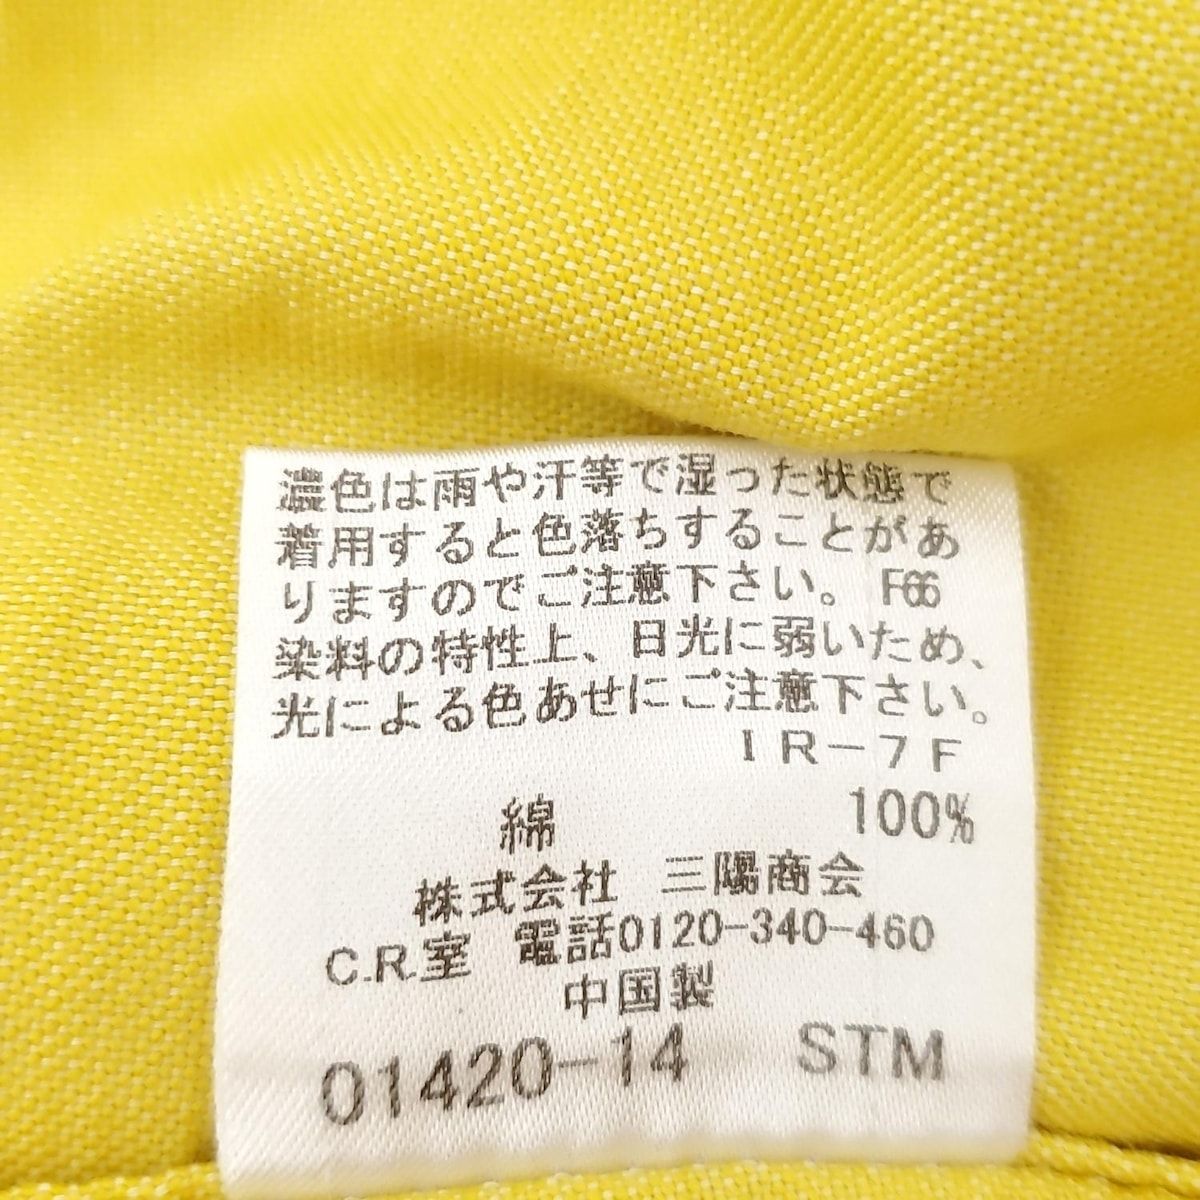 濃色は雨や汗等で湿った状態で
着用すると色落ちすることがあ
りますのでご注意下さい。 F66
染料の特性上、日光に弱いため、
光による色あせにご注意下さい。
IR-7F
綿 100%
株式会社 三陽商会
C.R.室 電話0120-340-460
中国製
01420-14 STM